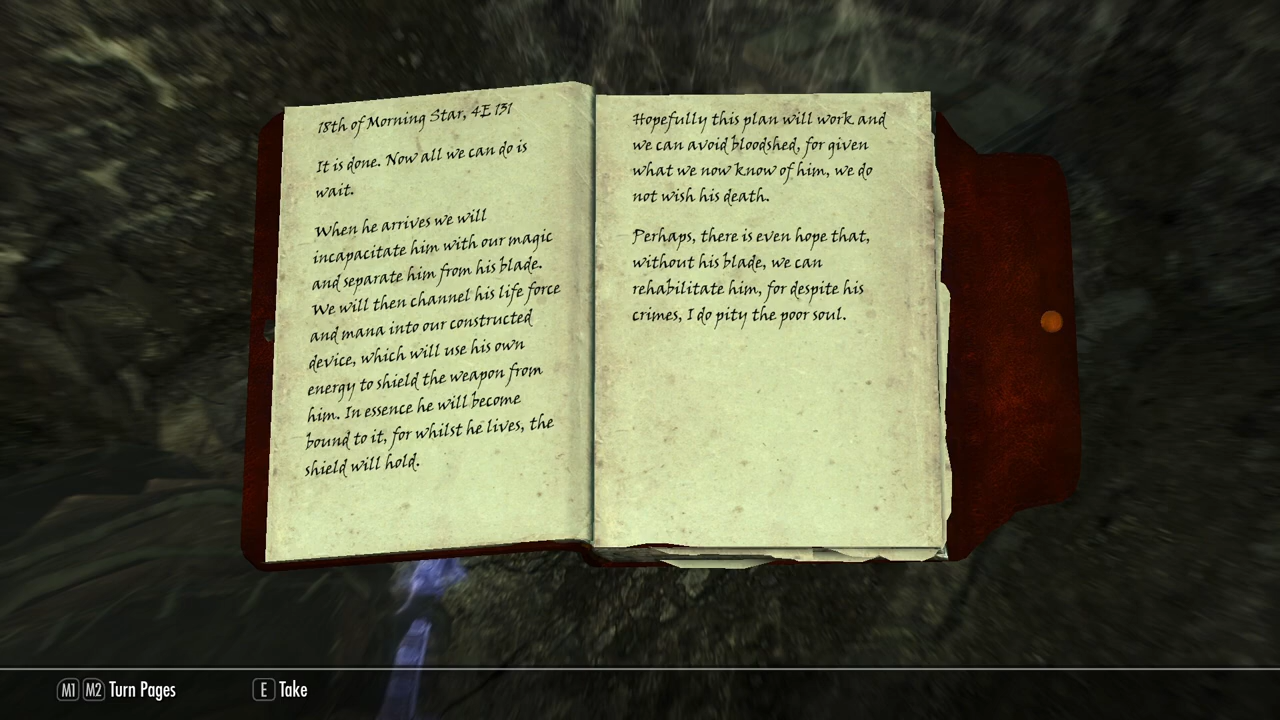 18th of Morning Star, 4E 131
It is done. Now all we can do is
wait.
When he arrives we will
incapacitate him with our magic
and separate him from his blade.
We will then channel his life force
and mana into our constructed
device, which will use his own
energy to shield the weapon from
him. In essence he will become
bound to it, for whilst he lives, the
shield will hold.
Hopefully this plan will work and
we can avoid bloodshed, for given
what we now know of him, we do
not wish his death.
Perhaps, there is even hope that,
without his blade, we can
rehabilitate him, for despite his
crimes, I do pity the poor soul.
M1 M2 Turn Pages
E Take